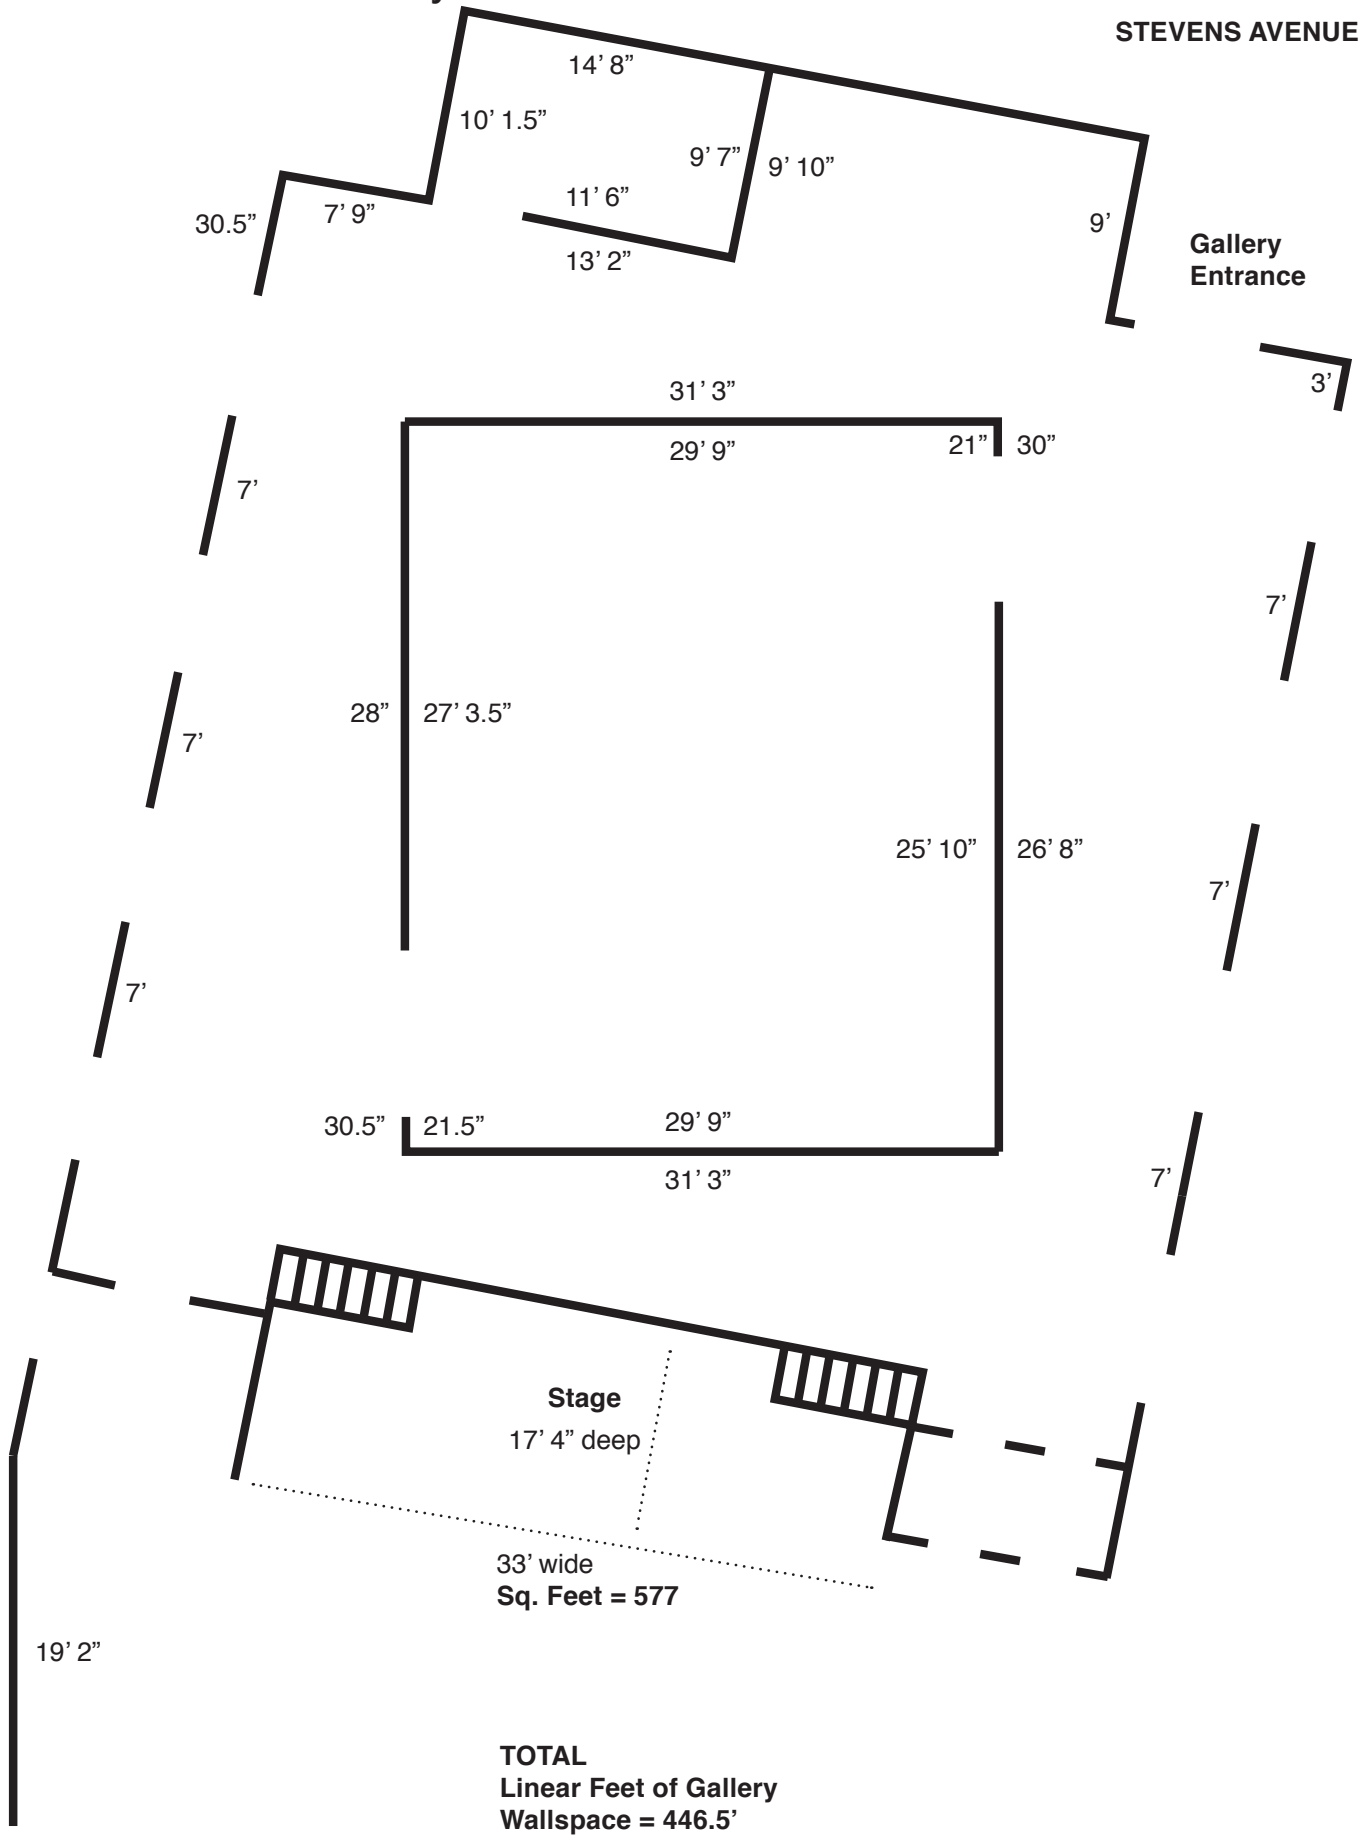 STEVENS AVENUE
14’ 8”
10’ 1.5”
9’ 7”
9’ 10”
11’ 6”
7’ 9”
30.5”
13’ 2”
9’
Gallery
Entrance
3’
31’ 3”
29’ 9”
21”
30”
7’
7’
28”
27’ 3.5”
7’
25’ 10”
26’ 8”
7’
7’
30.5”
21.5”
29’ 9”
31’ 3”
7’
Stage
17’ 4” deep
33’ wide
Sq. Feet = 577
19’ 2”
TOTAL
Linear Feet of Gallery
Wallspace = 446.5’